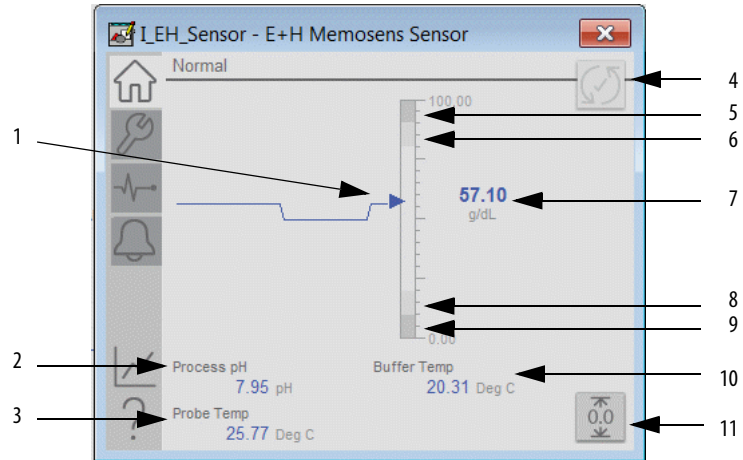 I_EH_Sensor - E+H Memosens Sensor
Normal
4
100.00
5
6
1
57.10
7
g/dL
8
9
0.00
2
Process pH
7.95 pH
Buffer Temp
20.31 Deg C
10
3
Probe Temp
25.77 Deg C
?
0.0
11